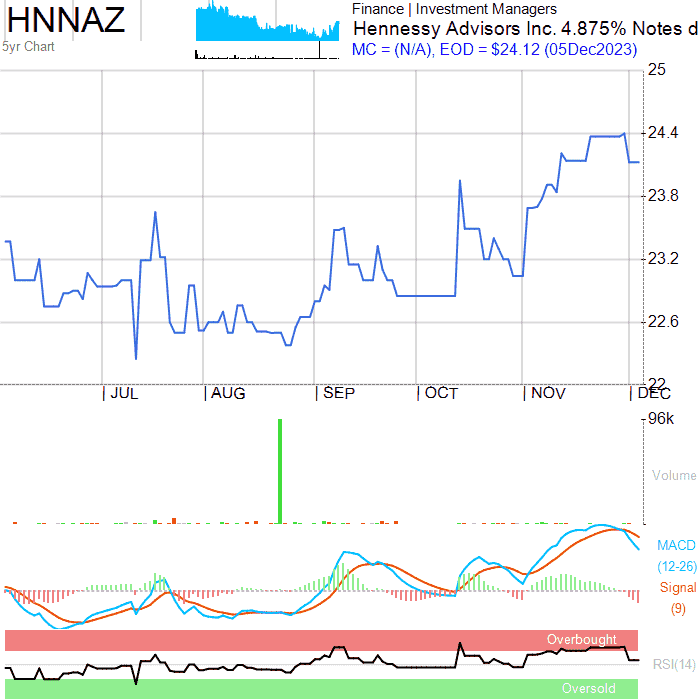 HNNAZ
5yr Chart
Finance | Investment Managers
Hennessy Advisors Inc. 4.875% Notes d
MC = (N/A), EOD = $24.12 (05Dec2023)
25
24.4
23.8
23.2
22.6
22
JUL AUG SEP OCT NOV DEC
96k
Volume
MACD
(12-26)
Signal
(9)
Overbought
RSI(14)
Oversold